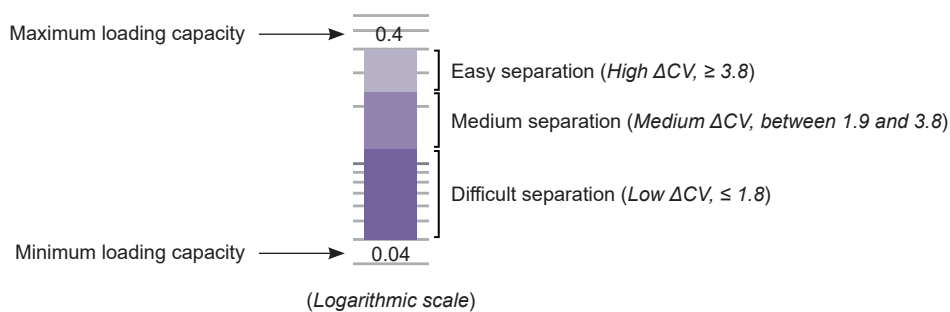 Maximum loading capacity
0.4
Easy separation (High ΔCV, ≥ 3.8)
Medium separation (Medium ΔCV, between 1.9 and 3.8)
Difficult separation (Low ΔCV, ≤ 1.8)
Minimum loading capacity
0.04
(Logarithmic scale)